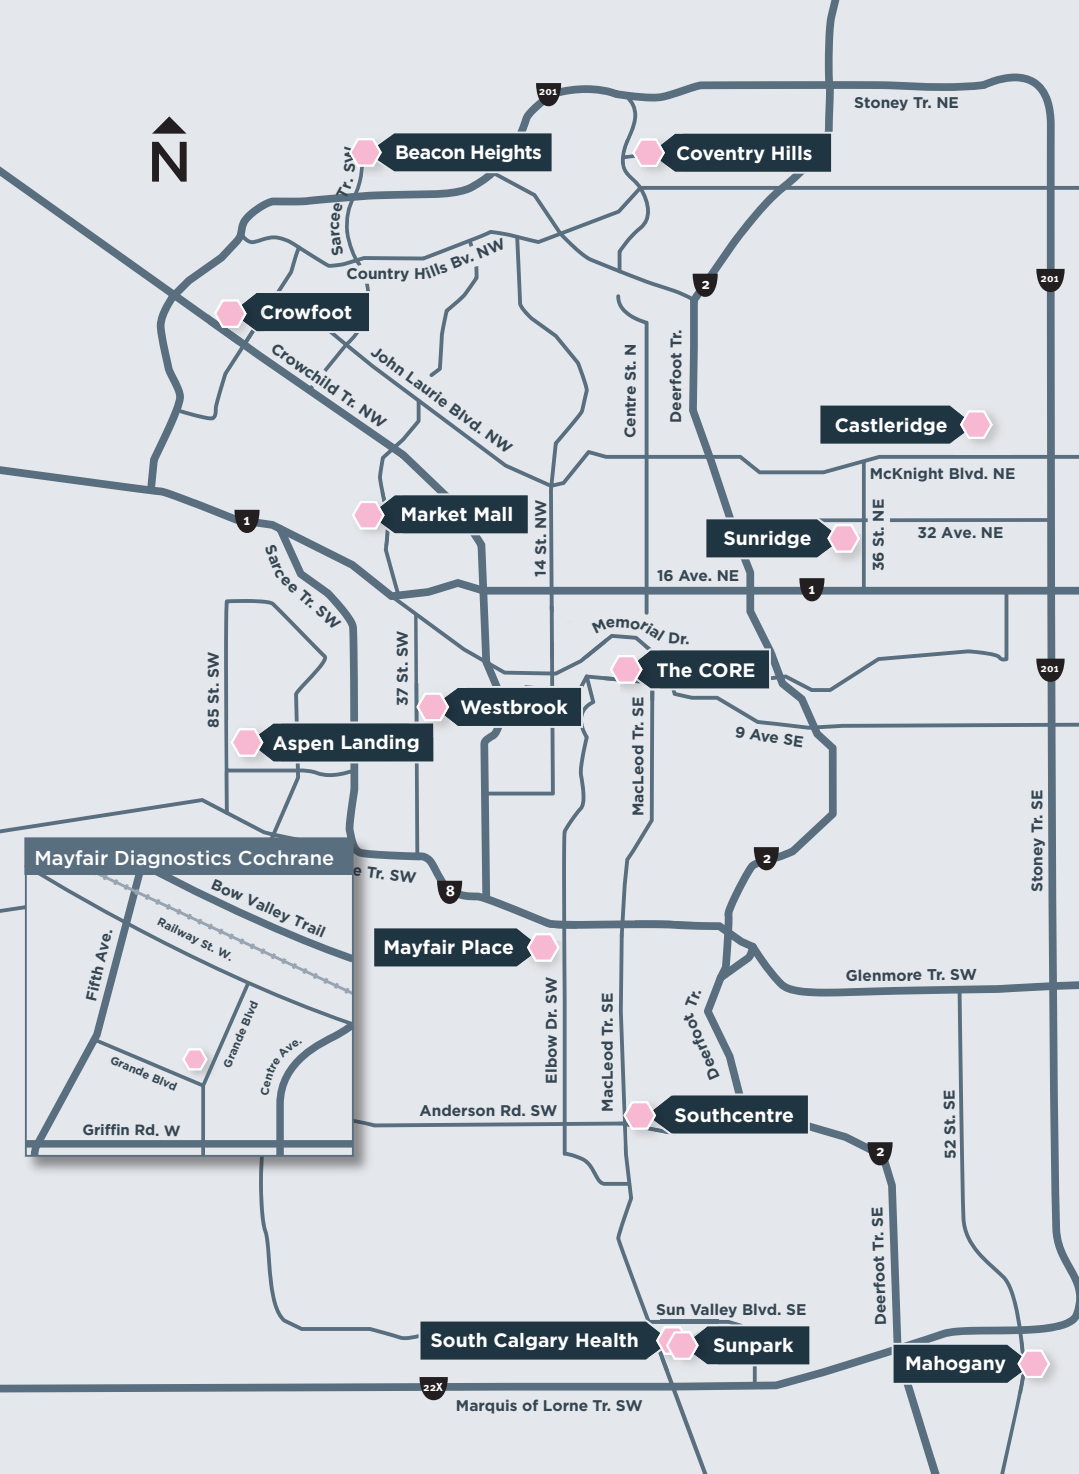 201
Stoney Tr. NE
N
Beacon Heights
Coventry Hills
Sarcee Tr. SW
Country Hills Bv. NW
2
201
Crowfoot
Crowchild Tr. NW
John Laurie Blvd. NW
Centre St. N
Deerfoot Tr.
Castleridge
McKnight Blvd. NE
1
Market Mall
14 St. NW
Sunridge
36 St. NE
32 Ave. NE
Sarcee Tr. SW
16 Ave. NE
1
Memorial Dr.
85 St. SW
37 St. SW
The CORE
201
Westbrook
MacLeod Tr. SE
9 Ave SE
Aspen Landing
Stoney Tr. SE
Mayfair Diagnostics Cochrane
e Tr. SW
8
2
Bow Valley Trail
Railway St. W.
Fifth Ave.
Grande Blvd
Grande Blvd
Centre Ave.
Griffin Rd. W
Mayfair Place
Glenmore Tr. SW
Elbow Dr. SW
MacLeod Tr. SE
Deerfoot Tr.
Anderson Rd. SW
Southcentre
2
52 St. SE
Deerfoot Tr. SE
Sun Valley Blvd. SE
South Calgary Health
Sunpark
Mahogany
22X
Marquis of Lorne Tr. SW